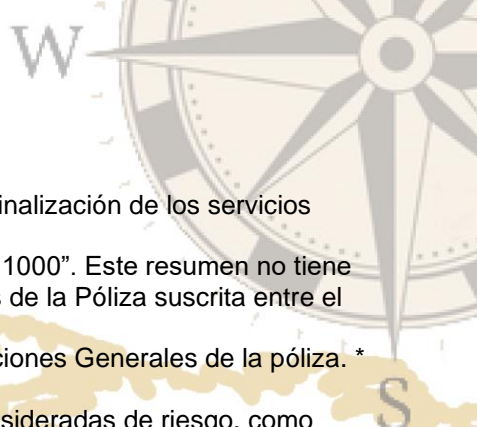 W
inalización de los servicios
1000”. Este resumen no tiene
s de la Póliza suscrita entre el
ciones Generales de la póliza. *
S
sideradas de riesgo, como